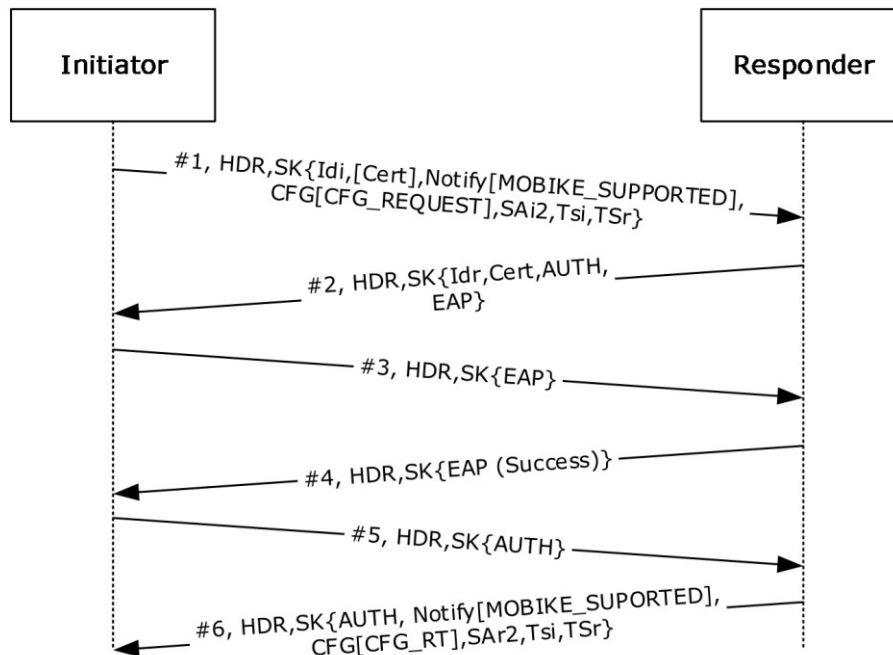 Initiator
Responder
#1, HDR,SK{Idi,[Cert],Notify[MOBIKE_SUPPORTED],
CFG[CFG_REQUEST],SAi2,Tsi,TSr}
#2, HDR,SK{Idr,Cert,AUTH,
EAP}
#3, HDR,SK{EAP}
#4, HDR,SK{EAP (Success)}
#5, HDR,SK{AUTH}
#6, HDR,SK{AUTH, Notify[MOBIKE_SUPORTED],
CFG[CFG_RT],SAr2,Tsi,TSr}